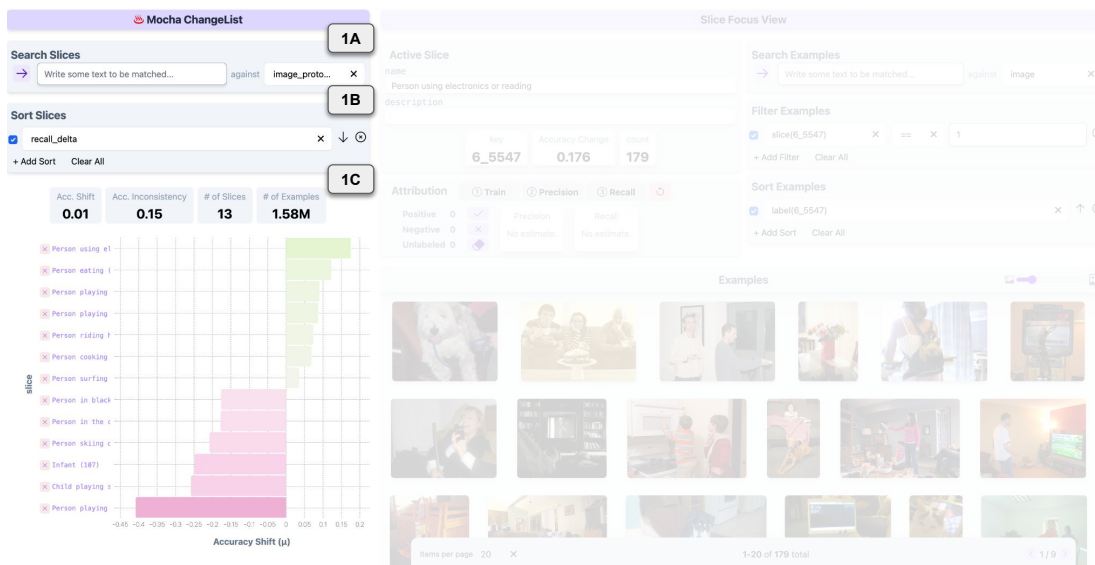 Mocha ChangeList
1A
Search Slices
Write some text to be matched...
against
image_proto...
1B
Sort Slices
recall_delta
+ Add Sort Clear All
1C
Acc. Shift
0.01
Acc. Inconsistency
0.15
# of Slices
13
# of Examples
1.58M
Person using el
Person eating (
Person playing
Person playing
Person riding h
Person cooking
Person surfing
Person in black
Person in the c
Person skiing c
Infant (107)
Child playing s
Person playing
slice
-0.45 -0.4 -0.35 -0.3 -0.25 -0.2 -0.15 -0.1 -0.05 0 0.05 0.1 0.15 0.2
Accuracy Shift (μ)
Slice Focus View
Active Slice
name
Person using electronics or reading
description
key
6_5547
Accuracy Change
0.176
count
179
Attribution
1 Train
2 Precision
3 Recall
Positive 0
Negative 0
Unlabeled 0
Precision
No estimate.
Recall
No estimate.
Search Examples
Write some text to be matched...
against
image
Filter Examples
slice(6_5547)
==
1
+ Add Filter Clear All
Sort Examples
label(6_5547)
+ Add Sort Clear All
Examples
Items per page 20
1-20 of 179 total
1 / 9